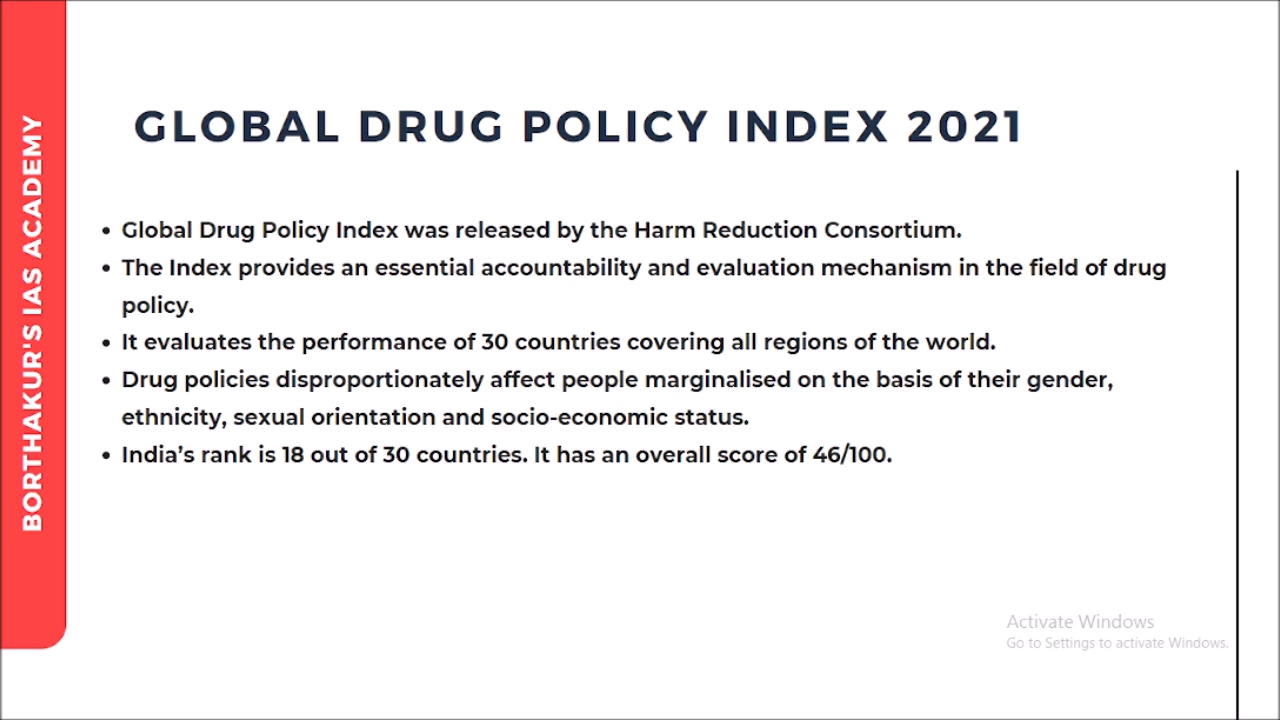 BORTHAKUR'S IAS ACADEMY
GLOBAL DRUG POLICY INDEX 2021
• Global Drug Policy Index was released by the Harm Reduction Consortium.
• The Index provides an essential accountability and evaluation mechanism in the field of drug
policy.
• It evaluates the performance of 30 countries covering all regions of the world.
• Drug policies disproportionately affect people marginalised on the basis of their gender,
ethnicity, sexual orientation and socio-economic status.
• India’s rank is 18 out of 30 countries. It has an overall score of 46/100.
Activate Windows
Go to Settings to activate Windows.